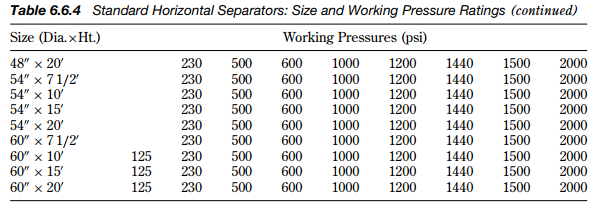 Table 6.6.4 Standard Horizontal Separators: Size and Working Pressure Ratings (continued)
Size (Dia.×Ht.) Working Pressures (psi)
48″ × 20′ 230 500 600 1000 1200 1440 1500 2000
54″ × 7 1/2′ 230 500 600 1000 1200 1440 1500 2000
54″ × 10′ 230 500 600 1000 1200 1440 1500 2000
54″ × 15′ 230 500 600 1000 1200 1440 1500 2000
54″ × 20′ 230 500 600 1000 1200 1440 1500 2000
60″ × 7 1/2′ 230 500 600 1000 1200 1440 1500 2000
60″ × 10′ 125 230 500 600 1000 1200 1440 1500 2000
60″ × 15′ 125 230 500 600 1000 1200 1440 1500 2000
60″ × 20′ 125 230 500 600 1000 1200 1440 1500 2000